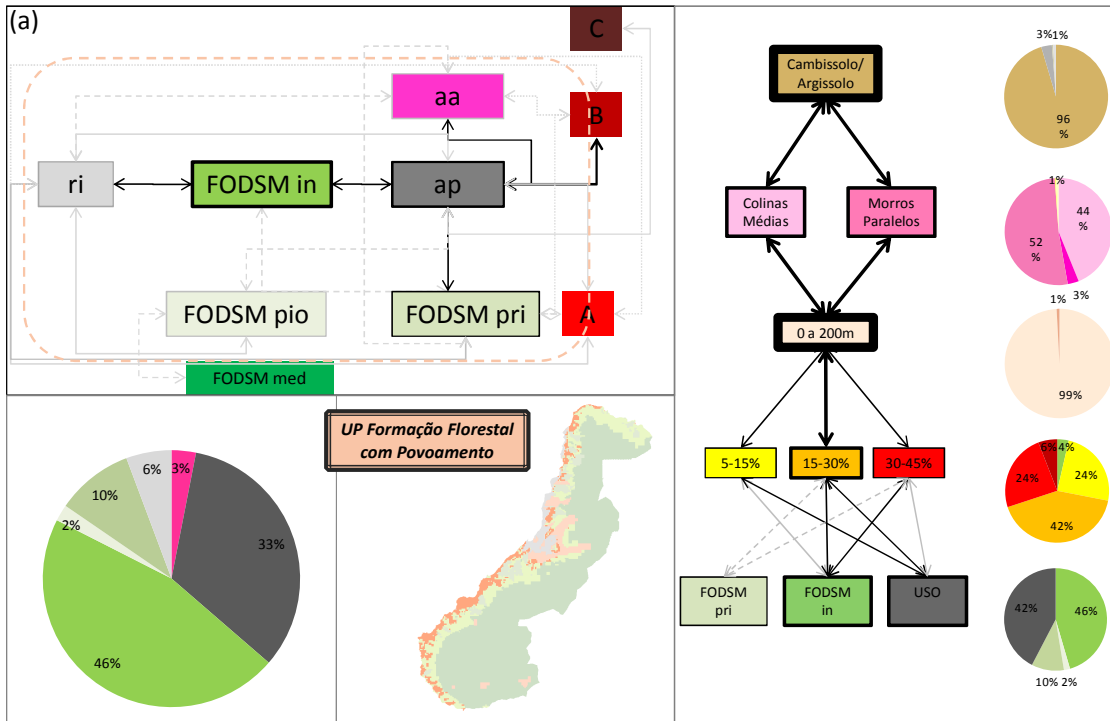 (a)
C
aa
B
ri
FODSM in
ap
FODSM pio
FODSM pri
A
FODSM med
UP Formação Florestal
com Povoamento
6%
3%
10%
33%
2%
46%
Cambissolo/
Argissolo
Colinas
Médias
Morros
Paralelos
0 a 200m
5-15%
15-30%
30-45%
FODSM
pri
FODSM
in
USO
3%
1%
96
%
1%
44
%
52
%
3%
1%
99%
6%
4%
24%
24%
42%
42%
46%
10%
2%